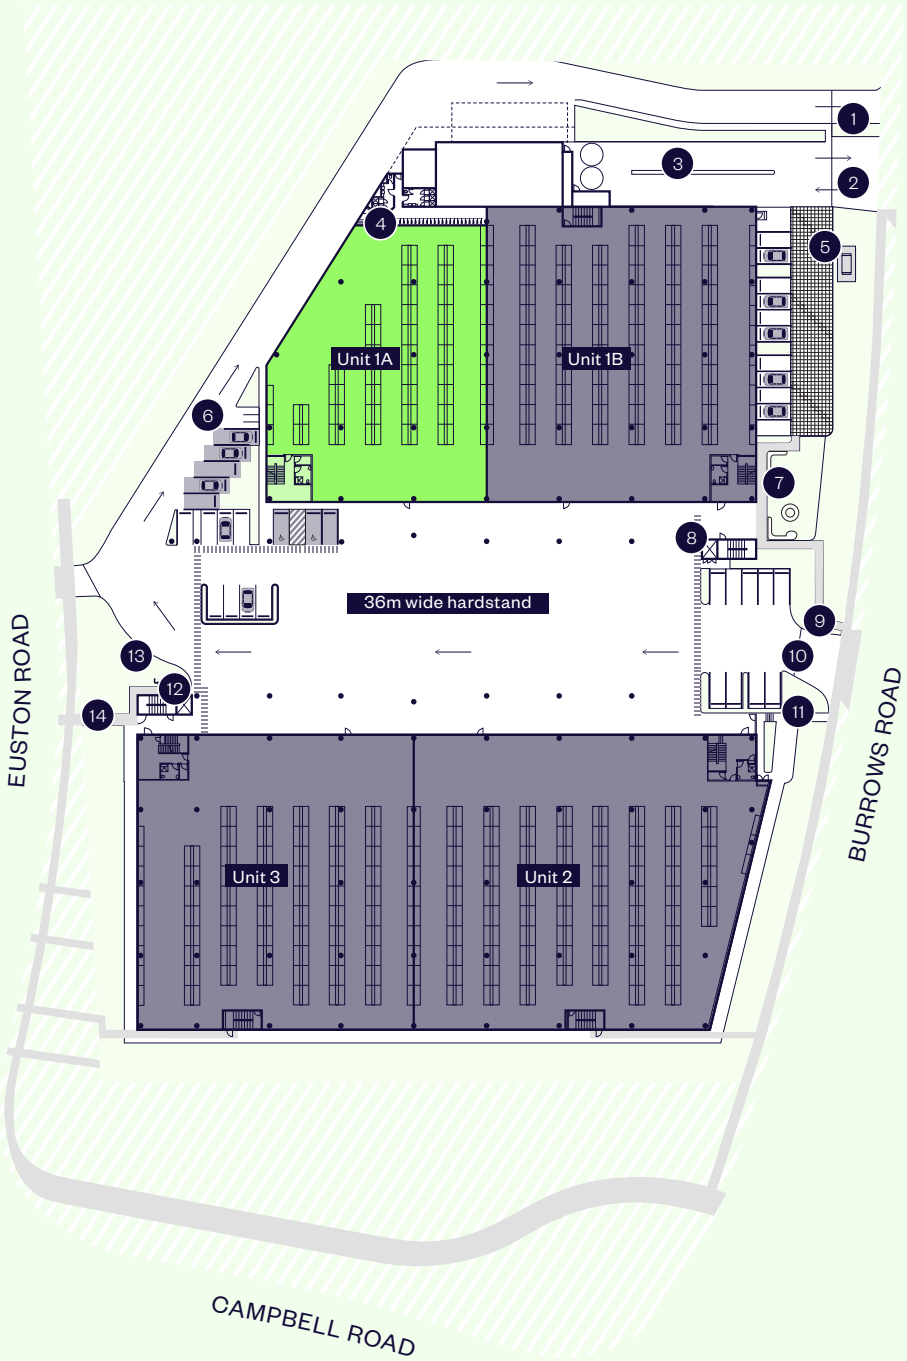 1
3
2
4
5
Unit 1A
Unit 1B
6
7
8
36m wide hardstand
9
EUSTON ROAD
13
10
12
14
11
BURROWS ROAD
Unit 3
Unit 2
CAMPBELL ROAD